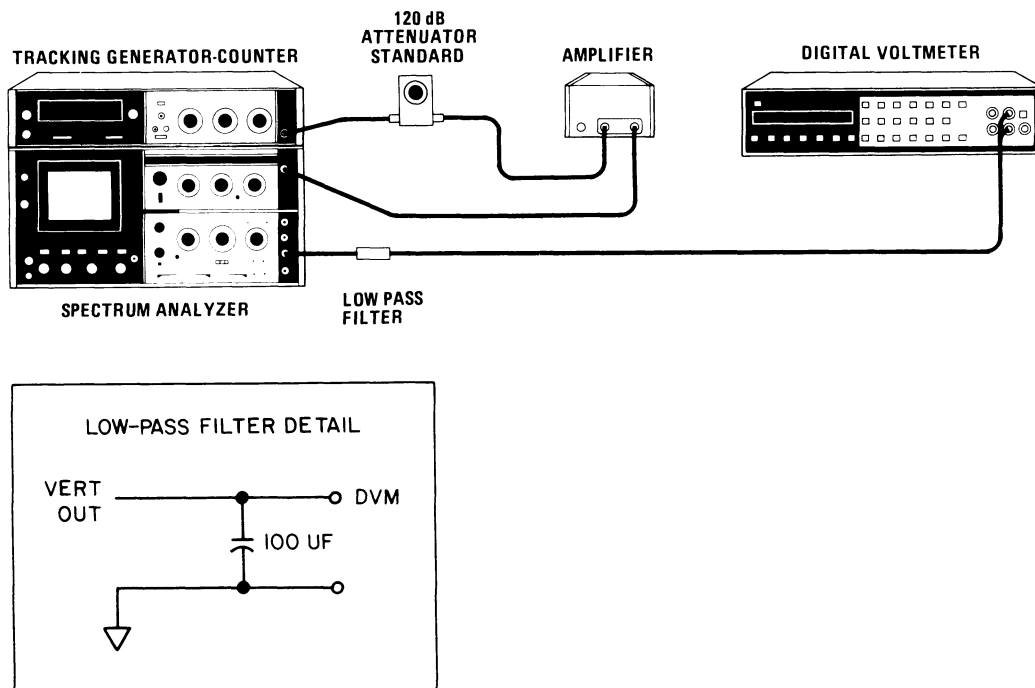 120 dB
ATTENUATOR
STANDARD
TRACKING GENERATOR-COUNTER
AMPLIFIER
DIGITAL VOLTMETER
SPECTRUM ANALYZER
LOW PASS
FILTER
LOW-PASS FILTER DETAIL
VERT
OUT
DVM
100 UF